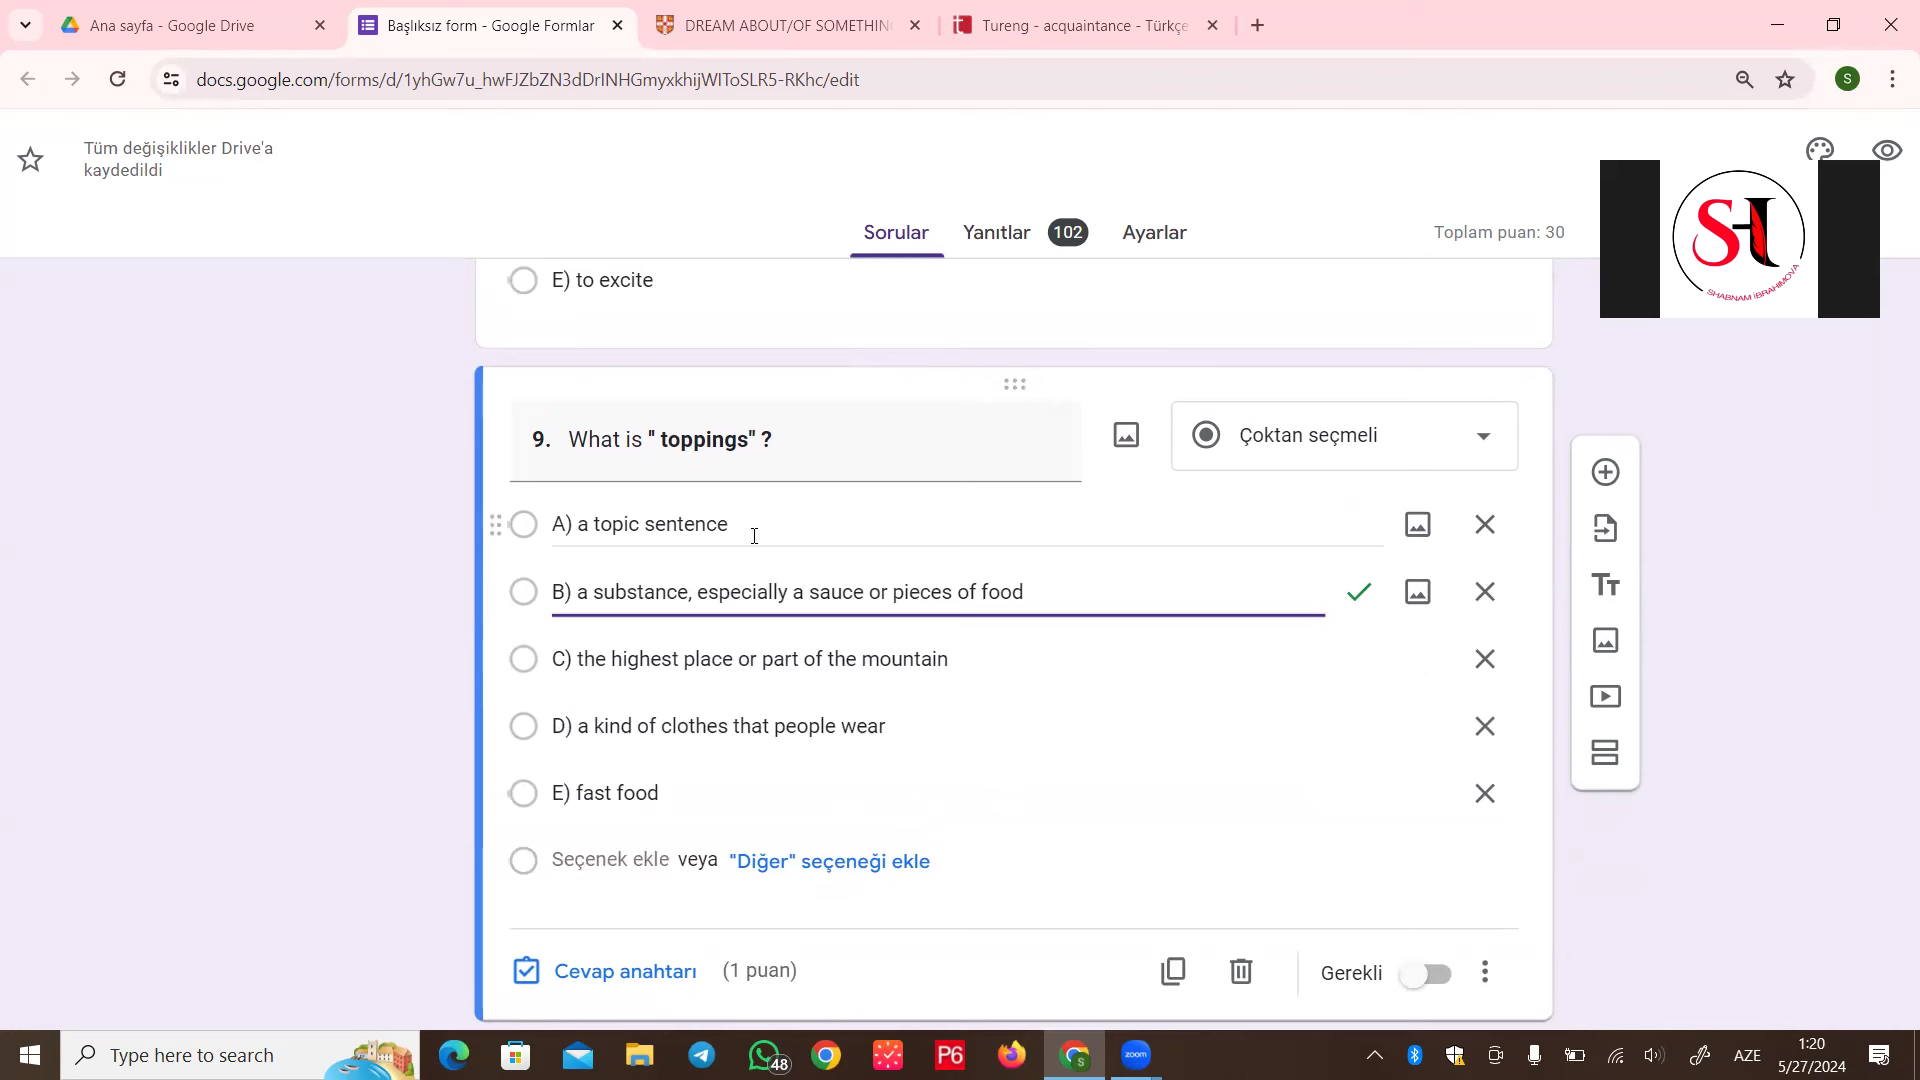 Ana sayfa - Google Drive
Başlıksız form - Google Formlar
DREAM ABOUT/OF SOMETHIN
Tureng - acquaintance - Türkçe
docs.google.com/forms/d/1yhGw7u_hwFJZbZN3dDrINHGmyxkhijWIToSLR5-RKhc/edit
S
Tüm değişiklikler Drive'a
kaydedildi
Sorular
Yanıtlar 102
Ayarlar
Toplam puan: 30
SHABNAM İBRAHIMOVA
E) to excite
9. What is " toppings" ?
Çoktan seçmeli
A) a topic sentence
B) a substance, especially a sauce or pieces of food
C) the highest place or part of the mountain
D) a kind of clothes that people wear
E) fast food
Seçenek ekle veya "Diğer" seçeneği ekle
Cevap anahtarı (1 puan)
Gerekli
Type here to search
48
P6
zoom
AZE
1:20
5/27/2024